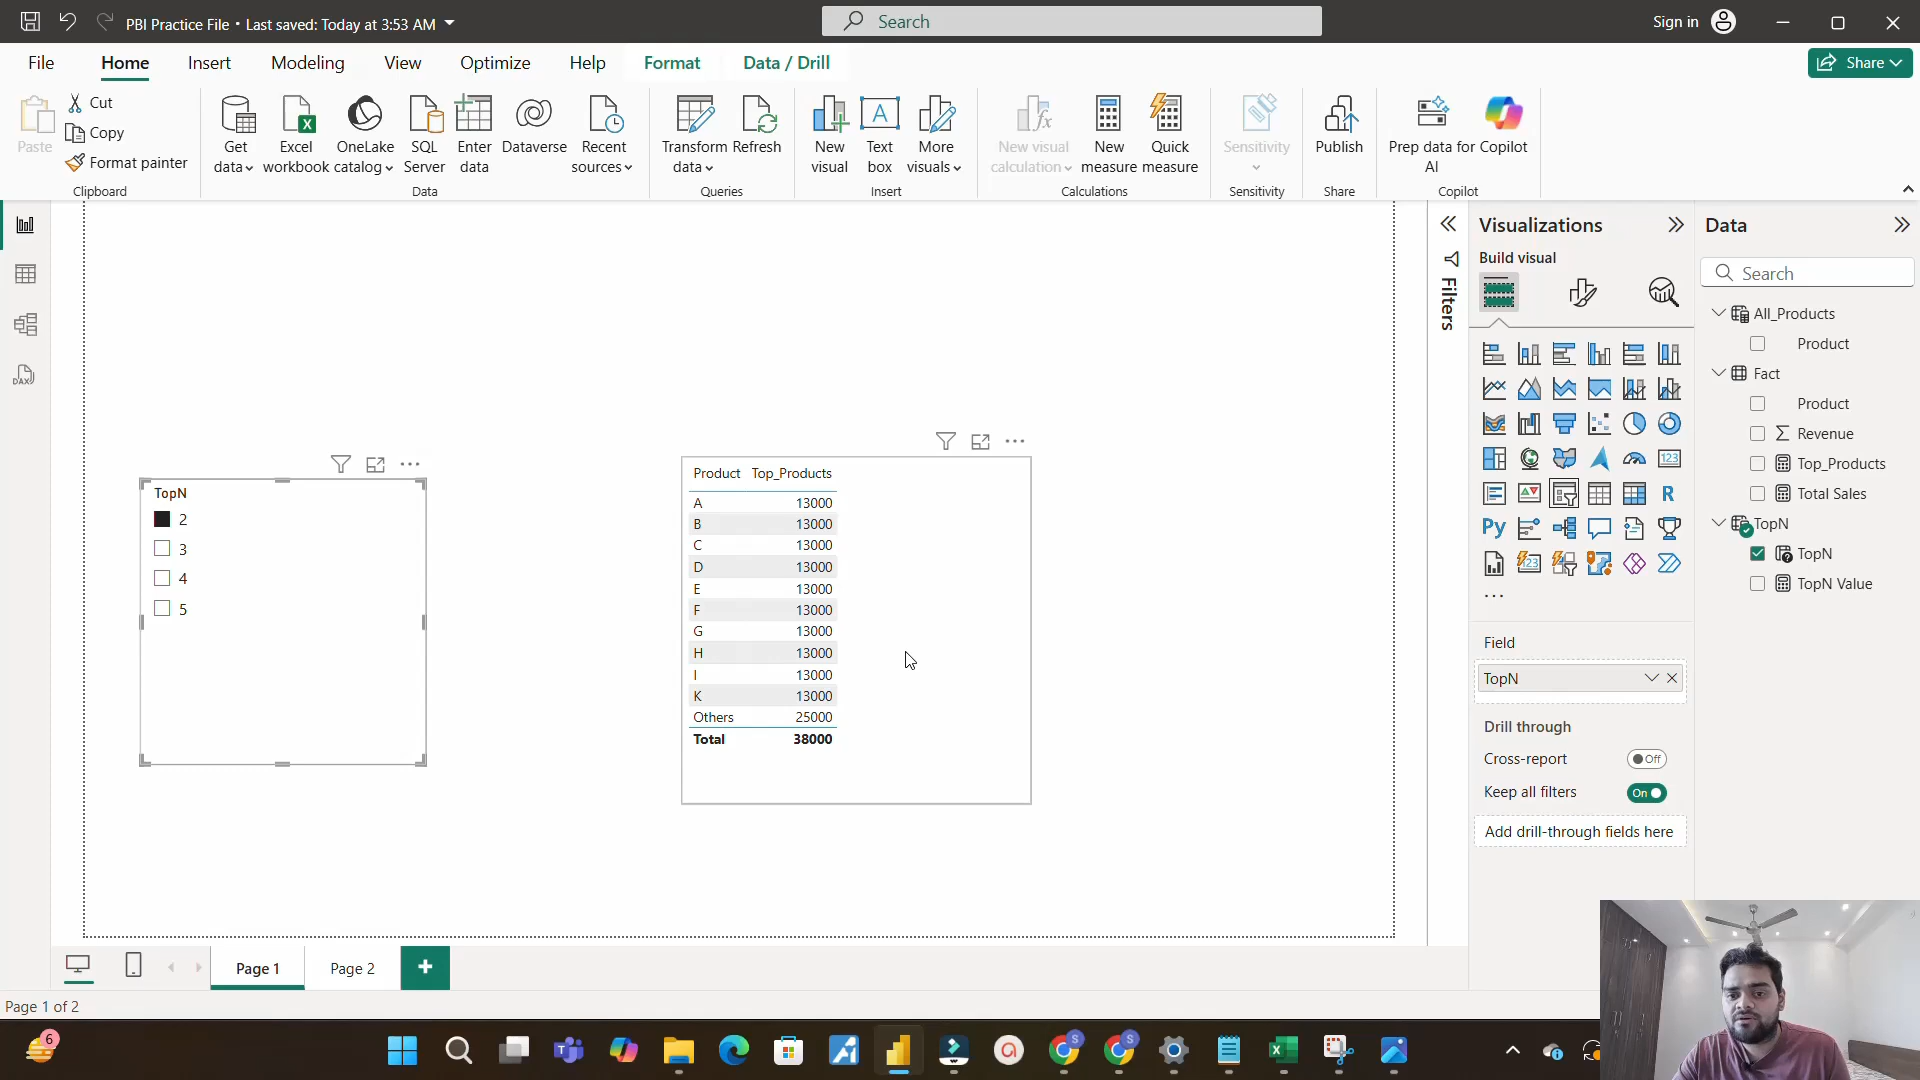 PBI Practice File • Last saved: Today at 3:53 AM
Search
Sign in
File Home Insert Modeling View Optimize Help Format Data / Drill
Share
Paste
Cut
Copy
Format painter
Clipboard
Get data
Excel workbook
OneLake catalog
SQL Server
Enter data
Dataverse
Recent sources
Data
Transform data
Refresh
Queries
New visual
Text box
More visuals
Insert
New visual calculation
New measure
Quick measure
Calculations
Sensitivity
Sensitivity
Publish
Share
Prep data for AI
Copilot
Copilot
TopN
2
3
4
5
Product Top_Products
A 13000
B 13000
C 13000
D 13000
E 13000
F 13000
G 13000
H 13000
I 13000
K 13000
Others 25000
Total 38000
Filters
Visualizations
Build visual
123
R
Py
123
Field
TopN
Drill through
Cross-report Off
Keep all filters On
Add drill-through fields here
Data
Search
All_Products
Product
Fact
Product
Revenue
Top_Products
Total Sales
TopN
TopN
TopN Value
DAX
Page 1
Page 2
Page 1 of 2
6
S
S